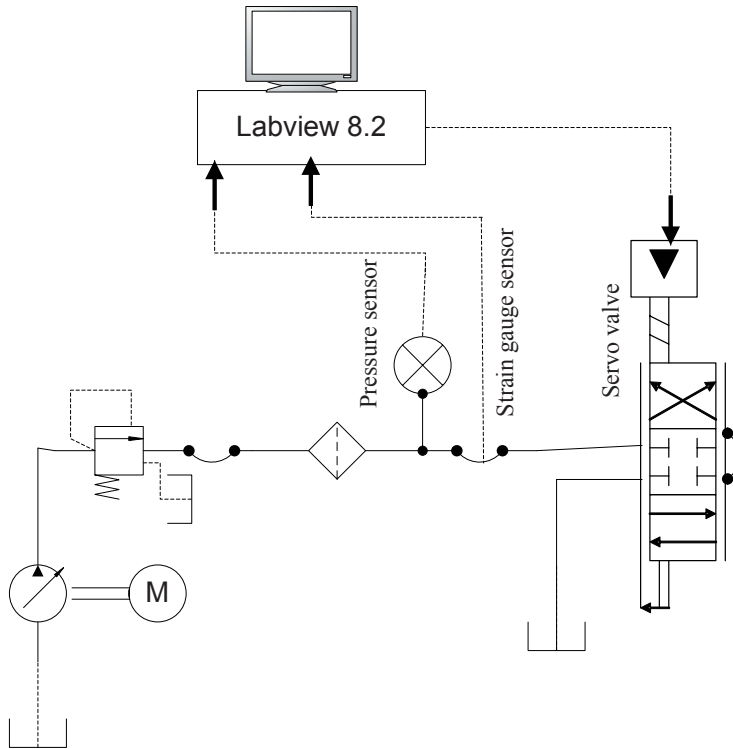 Labview 8.2
Pressure sensor
Strain gauge sensor
Servo valve
M